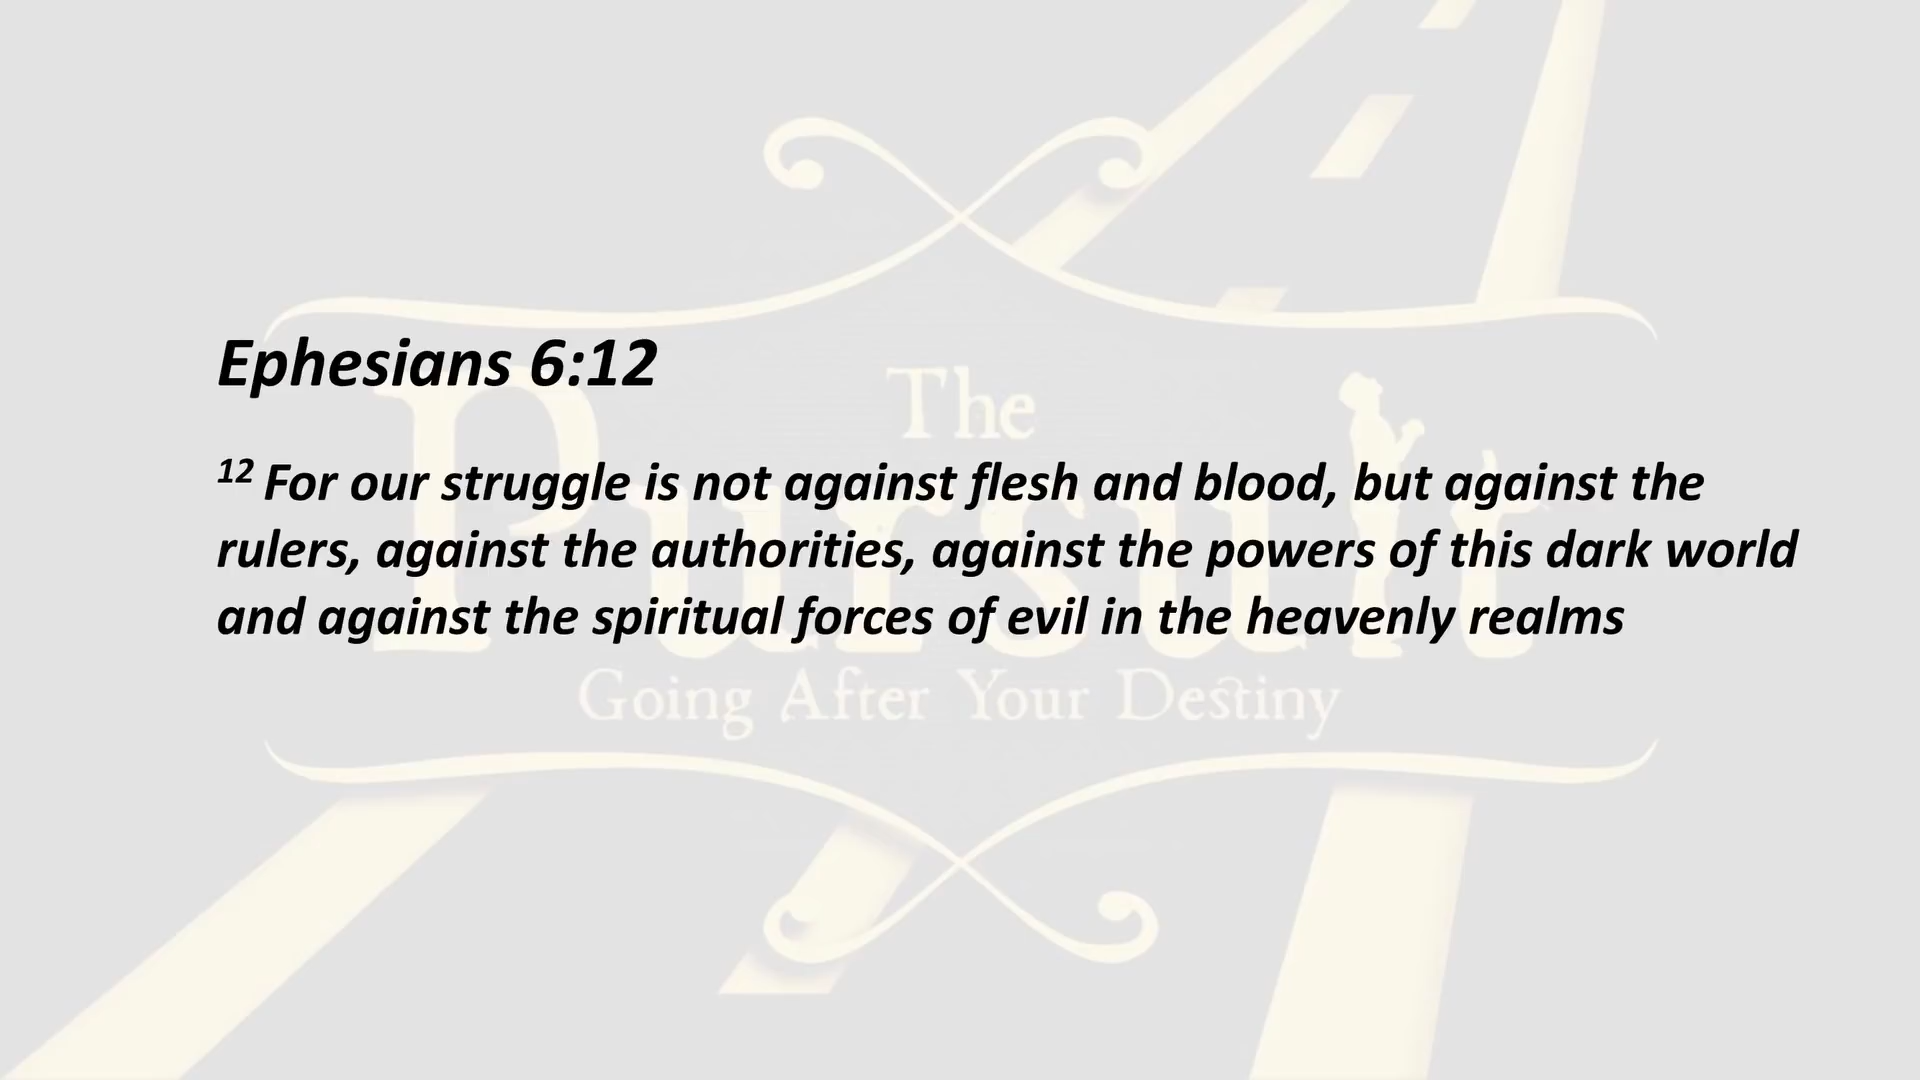 Ephesians 6:12
The
Pursuit
12 For our struggle is not against flesh and blood, but against the
rulers, against the authorities, against the powers of this dark world
and against the spiritual forces of evil in the heavenly realms
Going After Your Destiny